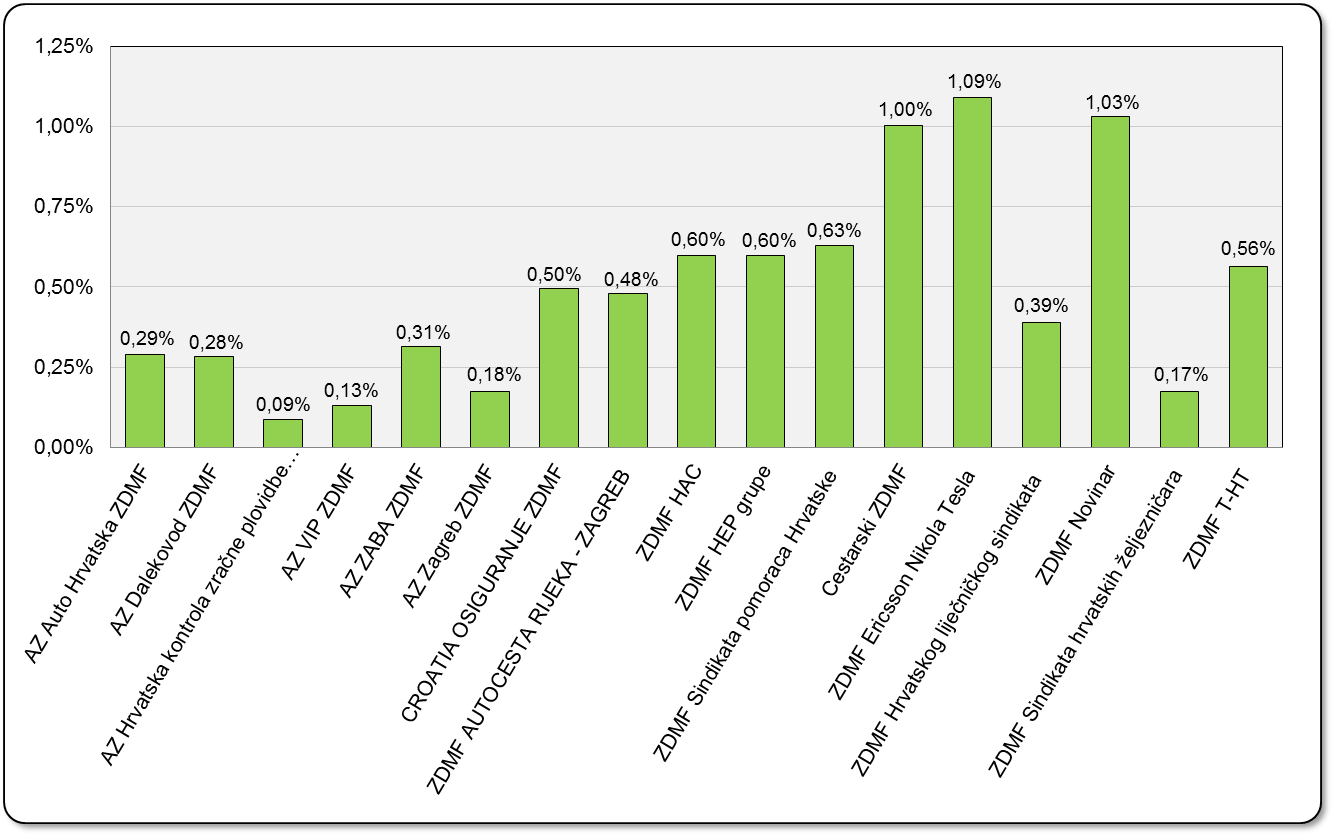 1,25%
1,00%
0,75%
0,50%
0,25%
0,00%
0,29%
0,28%
0,09%
0,13%
0,31%
0,18%
0,50%
0,48%
0,60%
0,60%
0,63%
1,00%
1,09%
0,39%
1,03%
0,17%
0,56%
AZ Auto Hrvatska ZDMF
AZ Dalekovod ZDMF
AZ Hrvatska kontrola zračne plovidbe…
AZ VIP ZDMF
AZ ZABA ZDMF
AZ Zagreb ZDMF
CROATIA OSIGURANJE ZDMF
ZDMF AUTOCESTA RIJEKA - ZAGREB
ZDMF HAC
ZDMF HEP grupe
ZDMF Sindikata pomoraca Hrvatske
Cestarski ZDMF
ZDMF Ericsson Nikola Tesla
ZDMF Hrvatskog liječničkog sindikata
ZDMF Novinar
ZDMF Sindikata hrvatskih željezničara
ZDMF T-HT